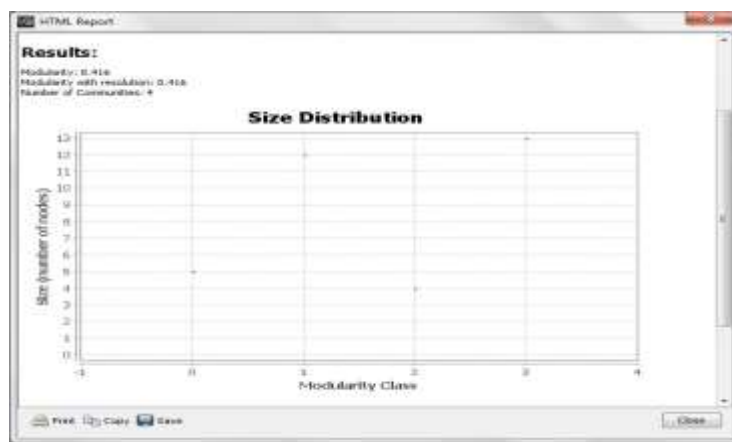 HTML Report
Results:
Modularity: 0.416
Modularity with resolution: 0.416
Number of Communities: 4
Size Distribution
Size (number of nodes)
13
12
11
10
9
8
7
6
5
4
3
2
1
0
-1 0 1 2 3 4
Modularity Class
Print Copy Save
Close